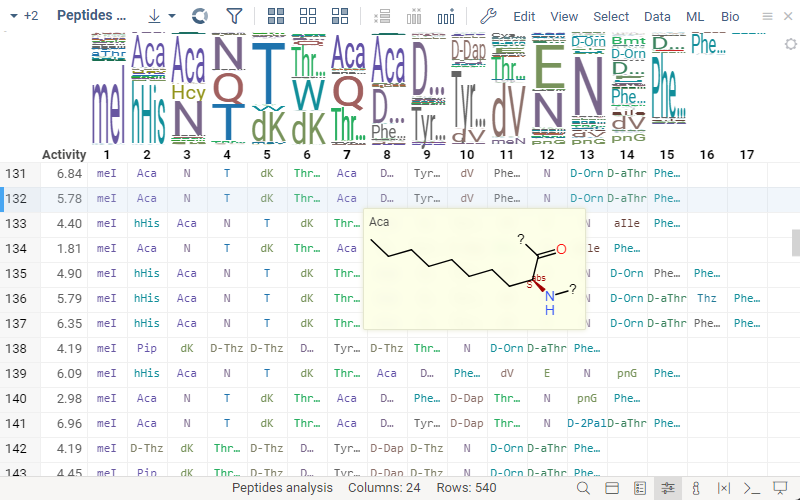 +2 Peptides ... Edit View Select Data ML Bio
meI Aca hHis Aca Hcy N N Q T T dK Thr... W dK Aca Q Thr... Aca D... Phe... D... Tyr... D-Dap Tyr... dV Thr... dV meN E N pnG D-Orn N Bmt D-Orn D... Phe... dV pnG D... Phe... Phe...
Activity 1 2 3 4 5 6 7 8 9 10 11 12 13 14 15 16 17
131 6.84 meI Aca N T dK Thr... Aca D... Tyr... dV Phe... N D-Orn D-aThr Phe...
132 5.78 meI Aca N T dK Thr... Aca D... Tyr... dV Phe... N D-Orn D-aThr Phe...
133 4.40 meI hHis Aca N T dK Thr... N aIle Phe...
134 1.81 meI Aca N T dK Thr... Aca le Phe...
135 4.90 meI hHis Aca N T dK Thr... N D-Orn Phe... Phe...
136 5.79 meI hHis Aca N T dK Thr... N D-Orn D-aThr Thz Phe...
137 6.35 meI hHis Aca N T dK Thr... N D-Orn D-aThr Phe... Phe...
Aca
? O
abs
S
N ?
H
138 4.19 meI Pip dK D-Thz D-Thz D... Tyr... D-Thz Thr... N D-Orn D-aThr Phe...
139 6.09 meI hHis Aca N T dK Thr... Aca D... Phe... dV E N pnG Phe...
140 2.98 meI Aca N T dK Thr... Aca D... Phe... D-Dap Thr... N pnG Phe...
141 6.96 meI Aca N T dK Thr... Aca D... Tyr... D-Dap Thr... N D-2Pal D-aThr Phe...
142 4.19 meI D-Thz dK Thr... D-Thz D... Tyr... D-Dap D-Thz N D-Orn D-aThr Phe...
143 4.45 meI Pip dK Thr... D-Thz D... Tyr... D-Dap Thr... N D-Orn D-aThr Phe...
Peptides analysis Columns: 24 Rows: 540